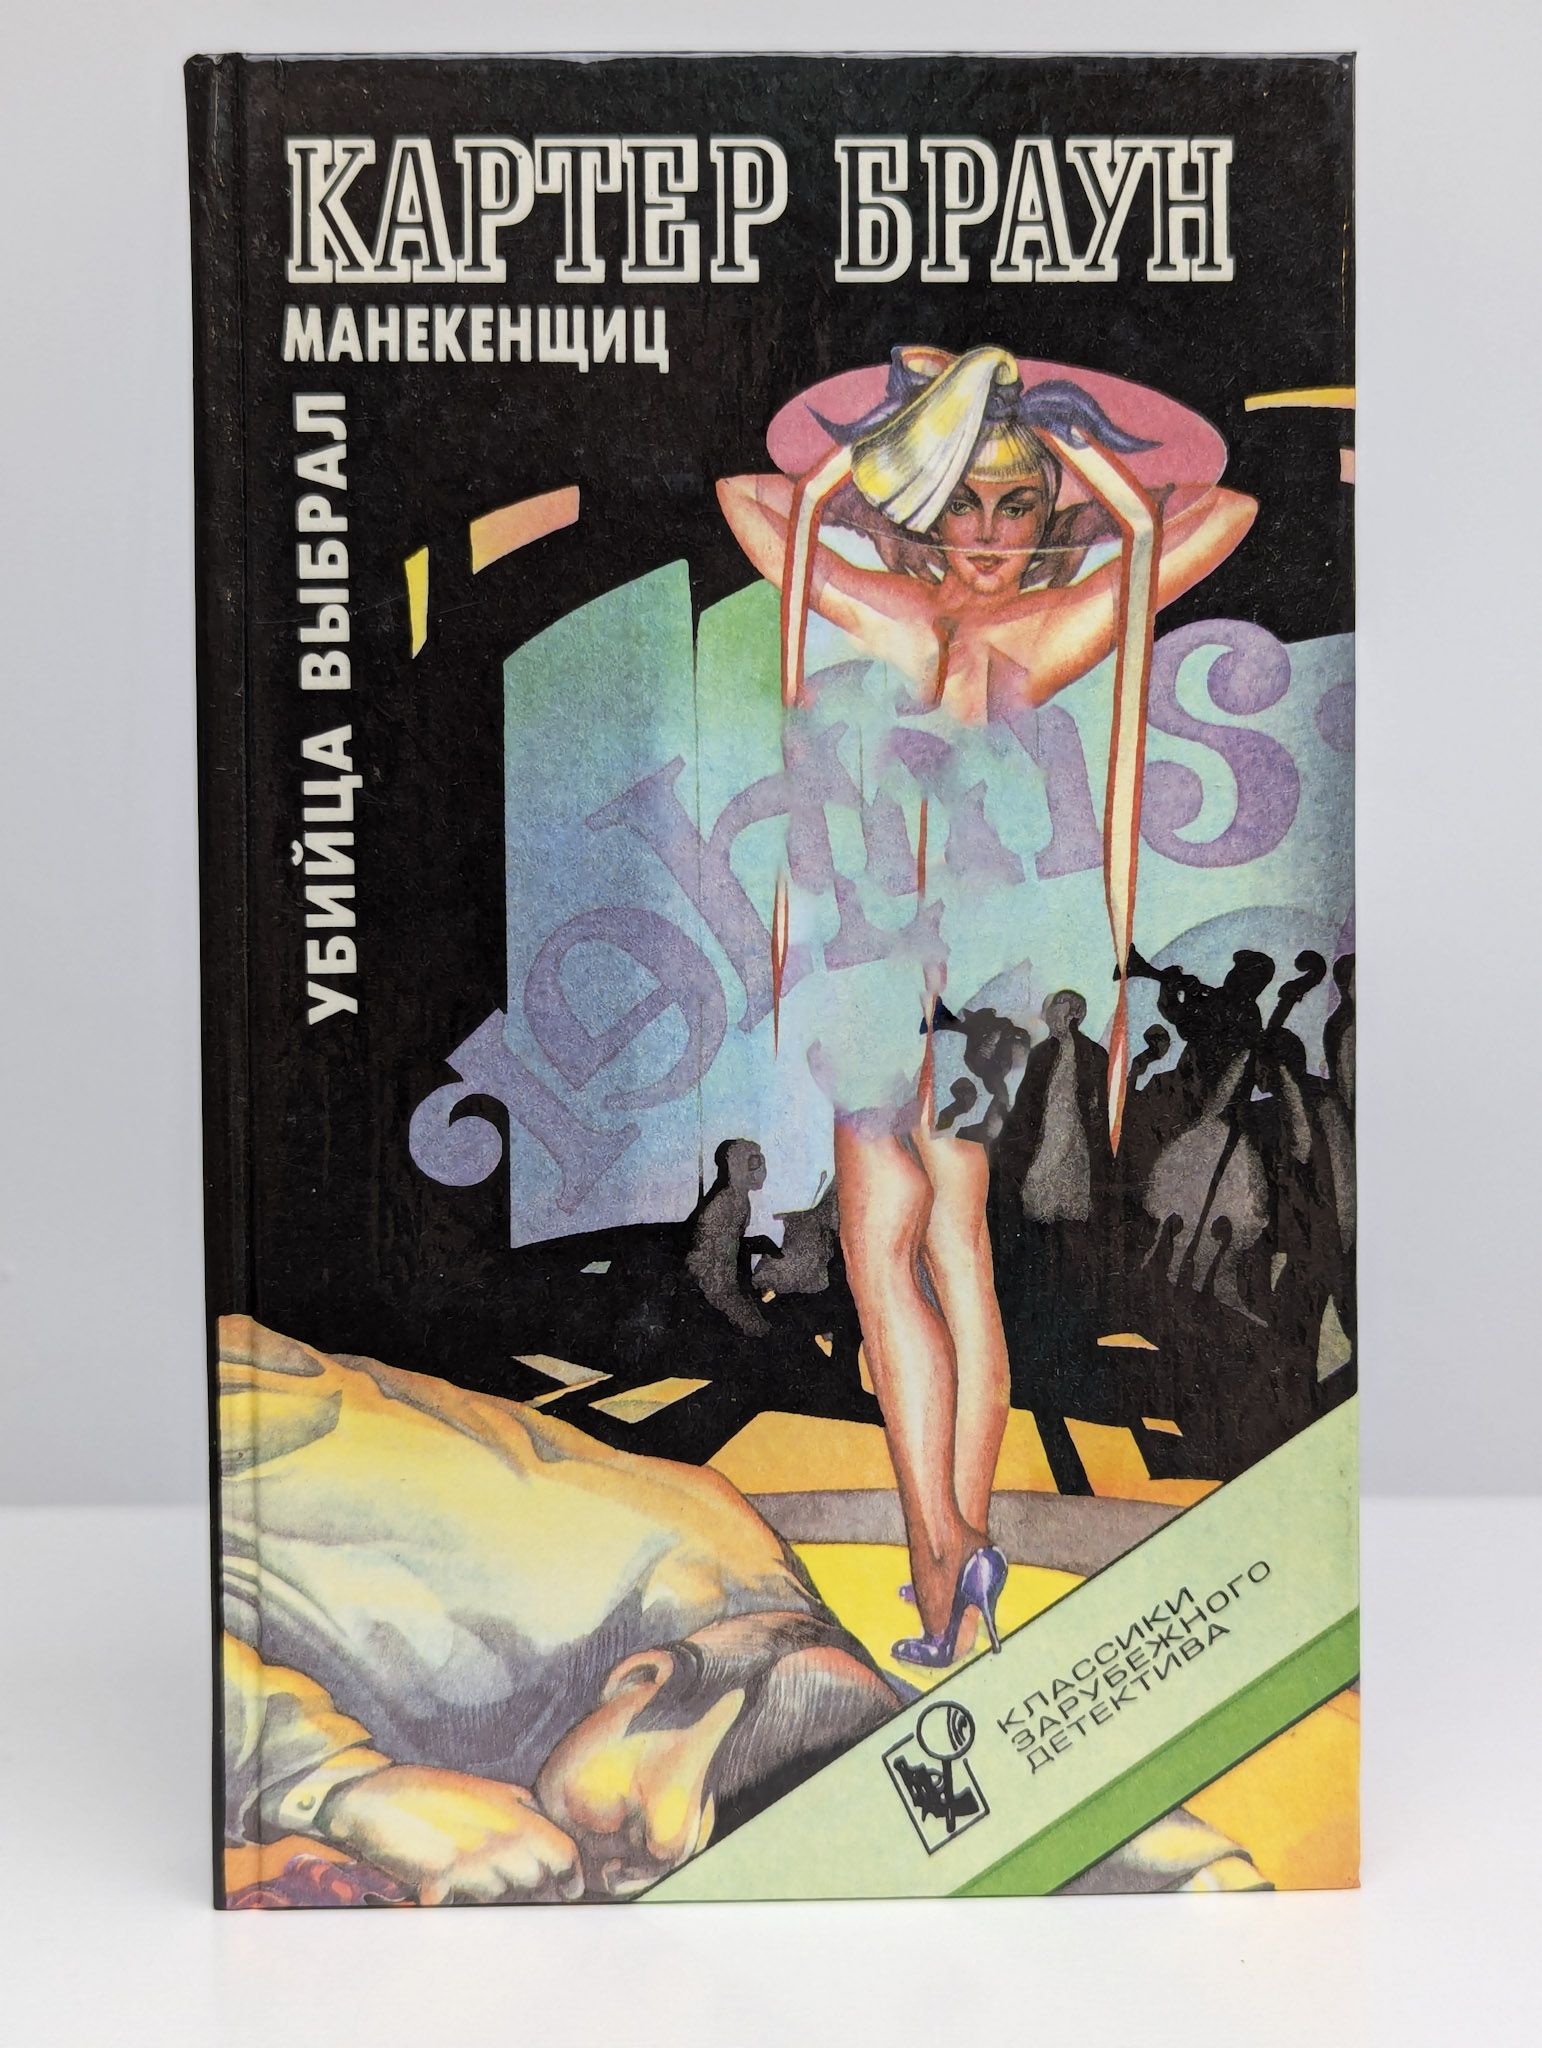 КАРТЕР БРАУН
УБИЙЦА ВЫБРАЛ
МАНЕКЕНЩИЦ
КЛАССИКИ
ЗАРУБЕЖНОГО
ДЕТЕКТИВА